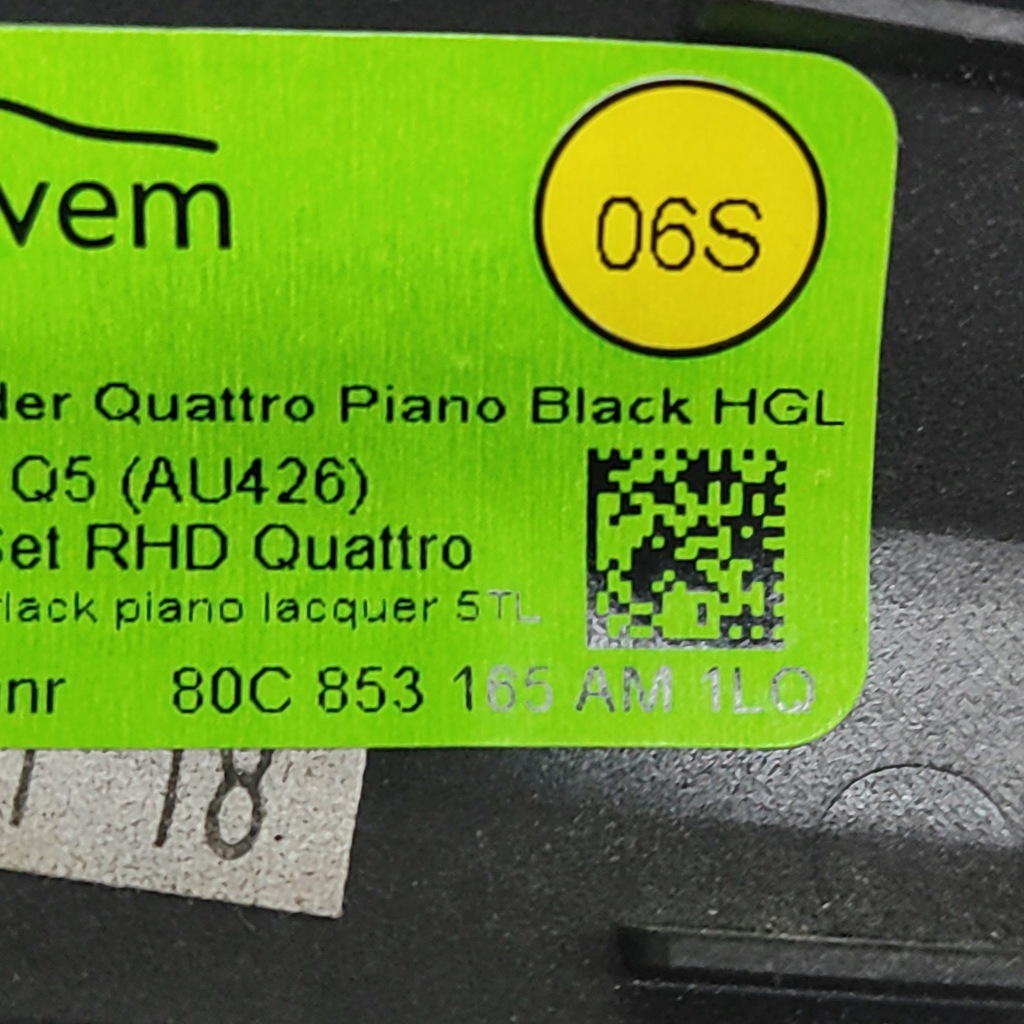 vem
06S
der Quattro Piano Black HGL
Q5 (AU426)
Set RHD Quattro
lack piano lacquer 5TL
nr 80C 853 165 AM 1LQ
18